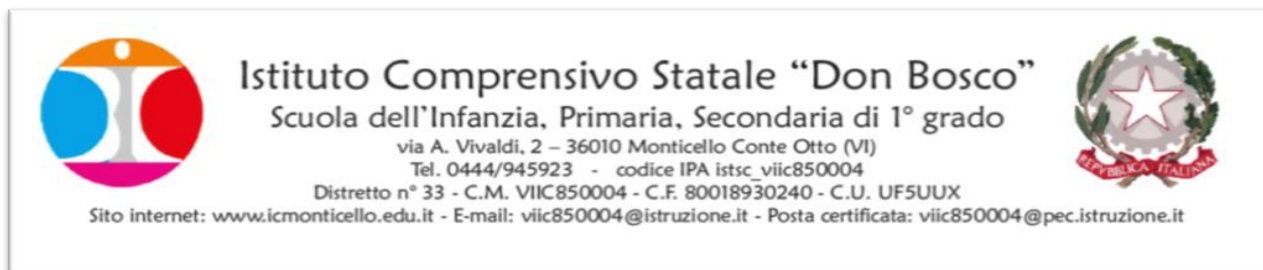 Istituto Comprensivo Statale “Don Bosco”
Scuola dell'Infanzia, Primaria, Secondaria di 1° grado
via A. Vivaldi, 2 – 36010 Monticello Conte Otto (VI)
Tel. 0444/945923 - codice IPA istsc_viic850004
Distretto n° 33 - C.M. VIIC850004 - C.F. 80018930240 - C.U. UF5UUX
Sito internet: www.icmonticello.edu.it - E-mail: viic850004@istruzione.it - Posta certificata: viic850004@pec.istruzione.it
REPVBBLICA ITALIANA